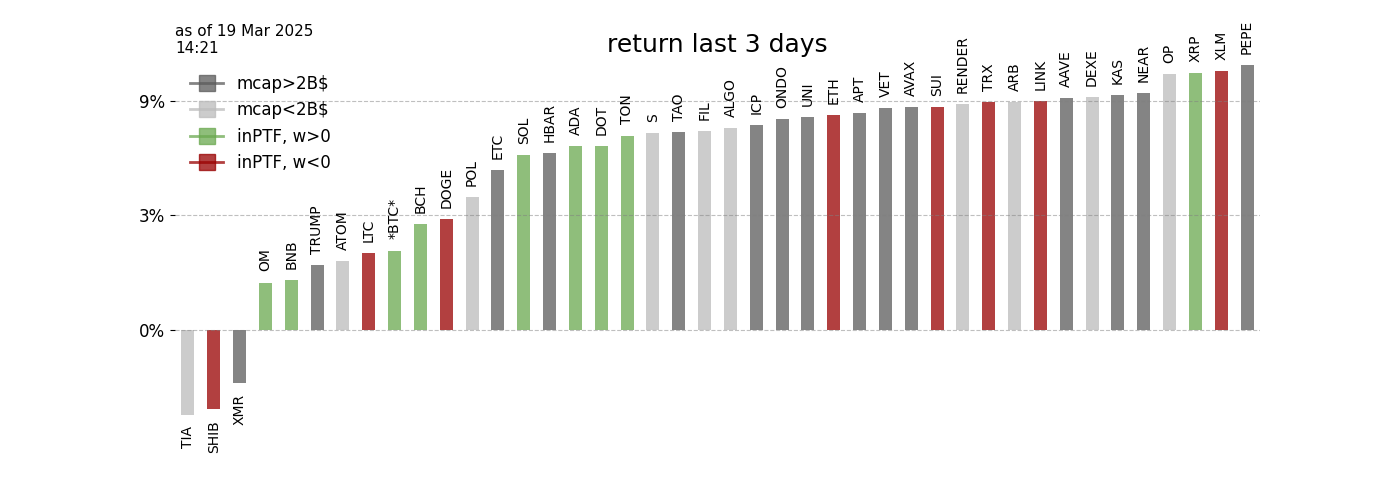 as of 19 Mar 2025
14:21
return last 3 days
mcap>2B$
mcap<2B$
inPTF, w>0
inPTF, w<0
9%
3%
0%
TIA
SHIB
XMR
OM
BNB
TRUMP
ATOM
LTC
*BTC*
BCH
DOGE
POL
ETC
SOL
HBAR
ADA
DOT
TON
S
TAO
FIL
ALGO
ICP
ONDO
UNI
ETH
APT
VET
AVAX
SUI
RENDER
TRX
ARB
LINK
AAVE
DEXE
KAS
NEAR
OP
XRP
XLM
PEPE